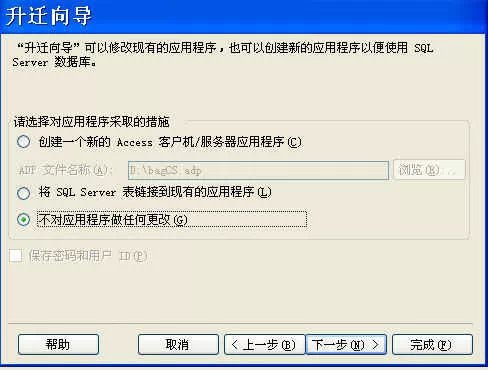 升迁向导
“升迁向导”可以修改现有的应用程序，也可以创建新的应用程序以便使用 SQL
Server 数据库。
请选择对应用程序采取的措施
创建一个新的 Access 客户机/服务器应用程序(C)
ADP 文件名称(A): D:\bagCS.adp 浏览(R)...
将 SQL Server 表链接到现有的应用程序(L)
不对应用程序做任何更改(G)
保存密码和用户 ID(P)
帮助 取消 < 上一步(B) 下一步(N) > 完成(F)